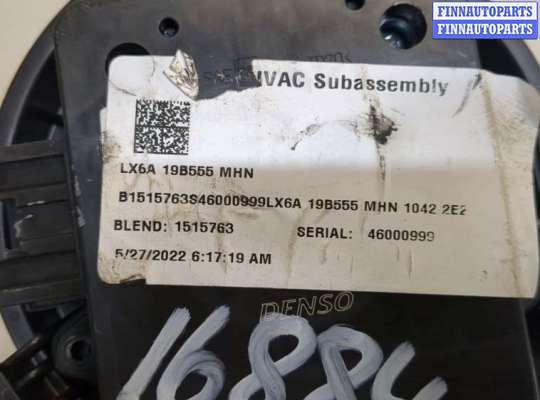 FINNAUTOPARTS
FINNAUTOPARTS
HVAC Subassembly
LX6A 19B555 MHN
B1515763S46000999LX6A 19B555 MHN 1042 2E2
BLEND: 1515763 SERIAL: 46000999
5/27/2022 6:17:19 AM
DENSO